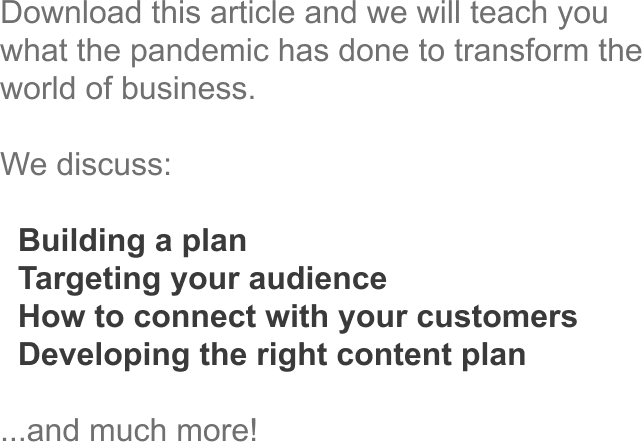 Download this article and we will teach you
what the pandemic has done to transform the
world of business.
We discuss:
Building a plan
Targeting your audience
How to connect with your customers
Developing the right content plan
...and much more!